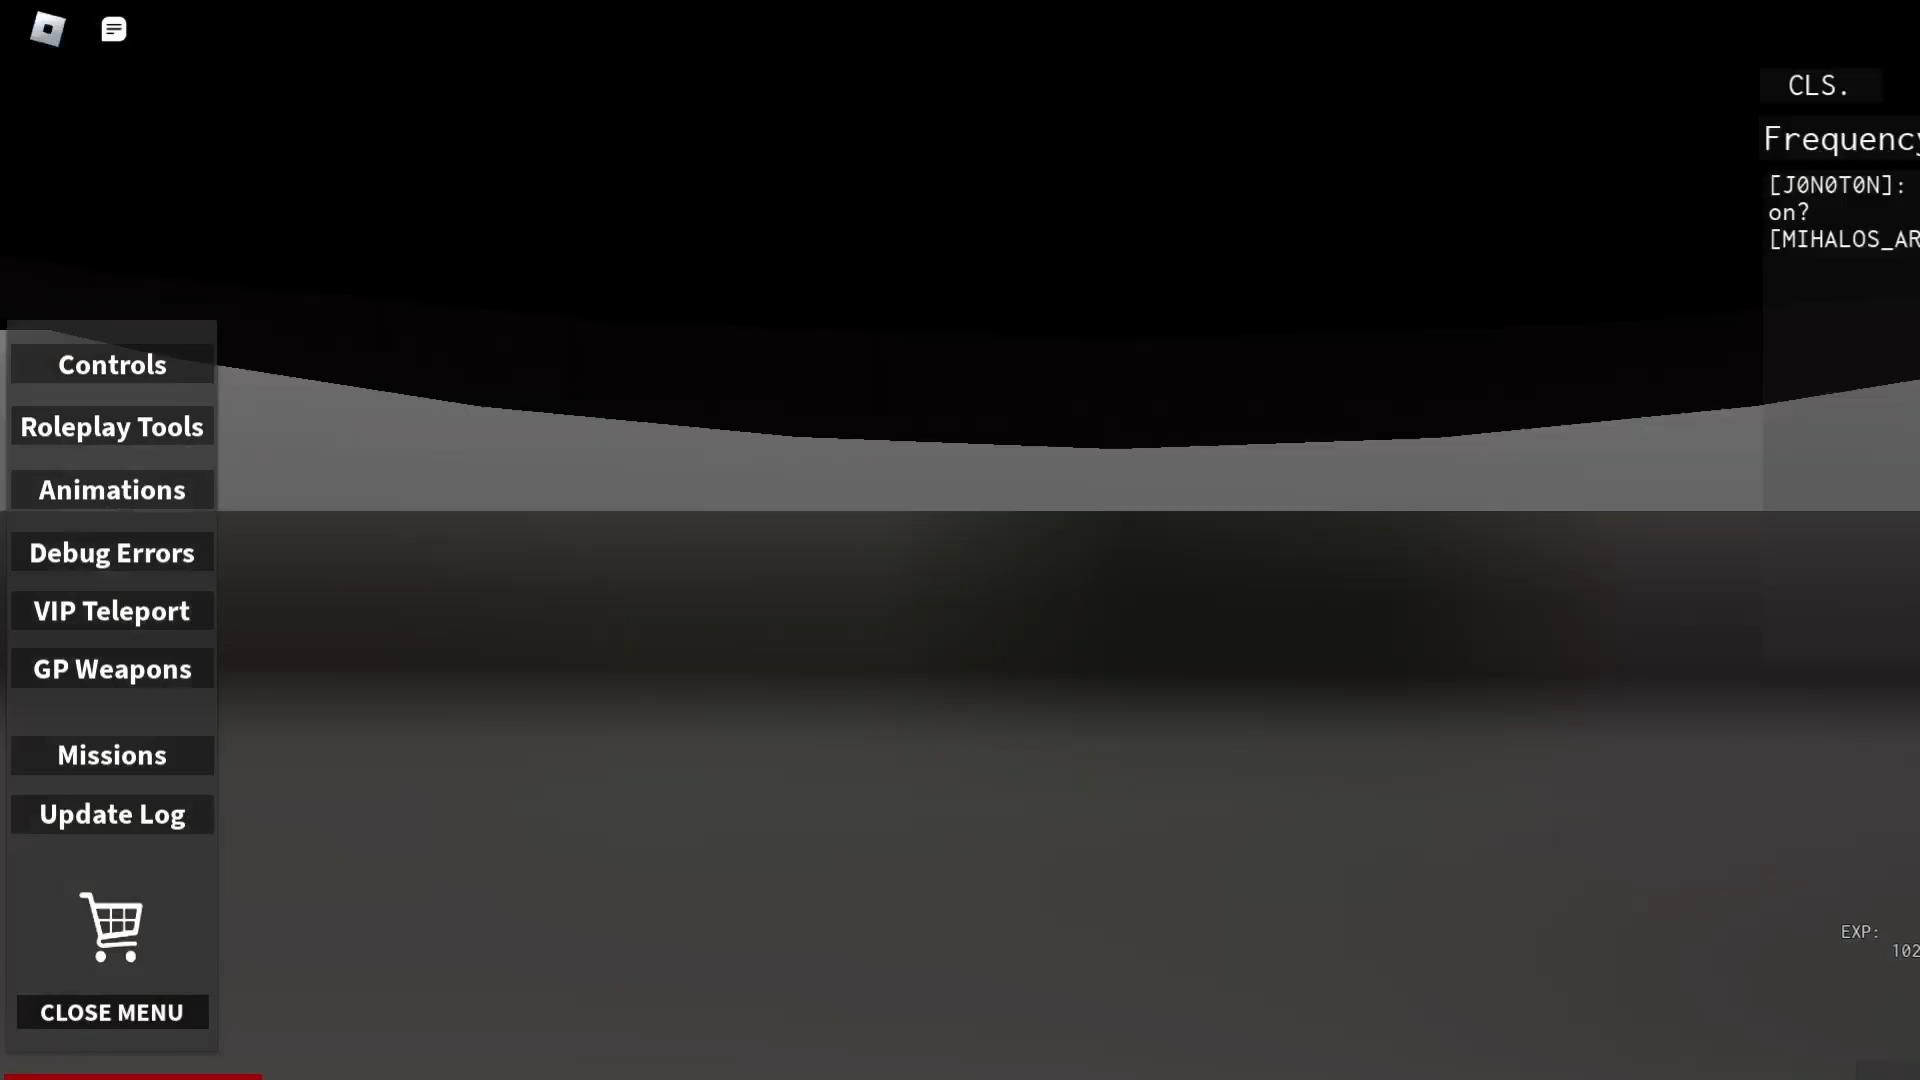 CLS.
Frequency
[J0N0T0N]:
on?
[MIHALOS_AR
Controls
Roleplay Tools
Animations
Debug Errors
VIP Teleport
GP Weapons
Missions
Update Log
EXP:
102
CLOSE MENU